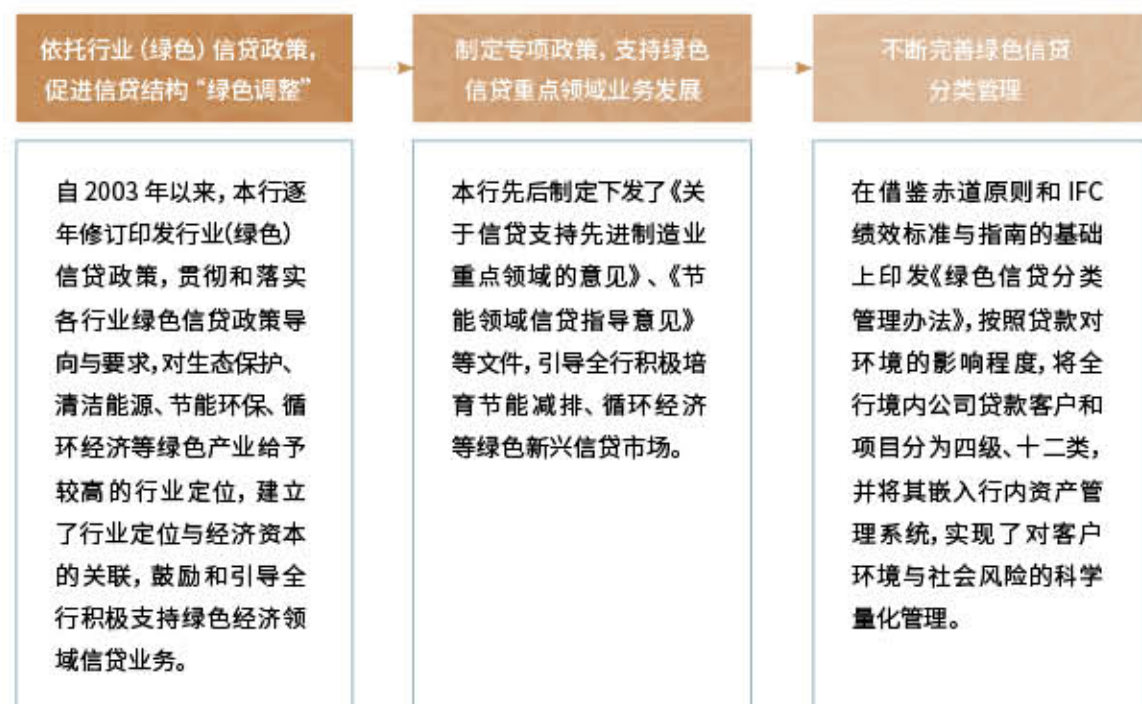 依托行业（绿色）信贷政策，
促进信贷结构“绿色调整”
自 2003 年以来，本行逐
年修订印发行业(绿色)
信贷政策，贯彻和落实
各行业绿色信贷政策导
向与要求，对生态保护、
清洁能源、节能环保、循
环经济等绿色产业给予
较高的行业定位，建立
了行业定位与经济资本
的关联，鼓励和引导全
行积极支持绿色经济领
域信贷业务。
制定专项政策，支持绿色
信贷重点领域业务发展
本行先后制定下发了《关
于信贷支持先进制造业
重点领域的意见》、《节
能领域信贷指导意见》
等文件，引导全行积极培
育节能减排、循环经济
等绿色新兴信贷市场。
不断完善绿色信贷
分类管理
在借鉴赤道原则和 IFC
绩效标准与指南的基础
上印发《绿色信贷分类
管理办法》，按照贷款对
环境的影响程度，将全
行境内公司贷款客户和
项目分为四级、十二类，
并将其嵌入行内资产管
理系统，实现了对客户
环境与社会风险的科学
量化管理。